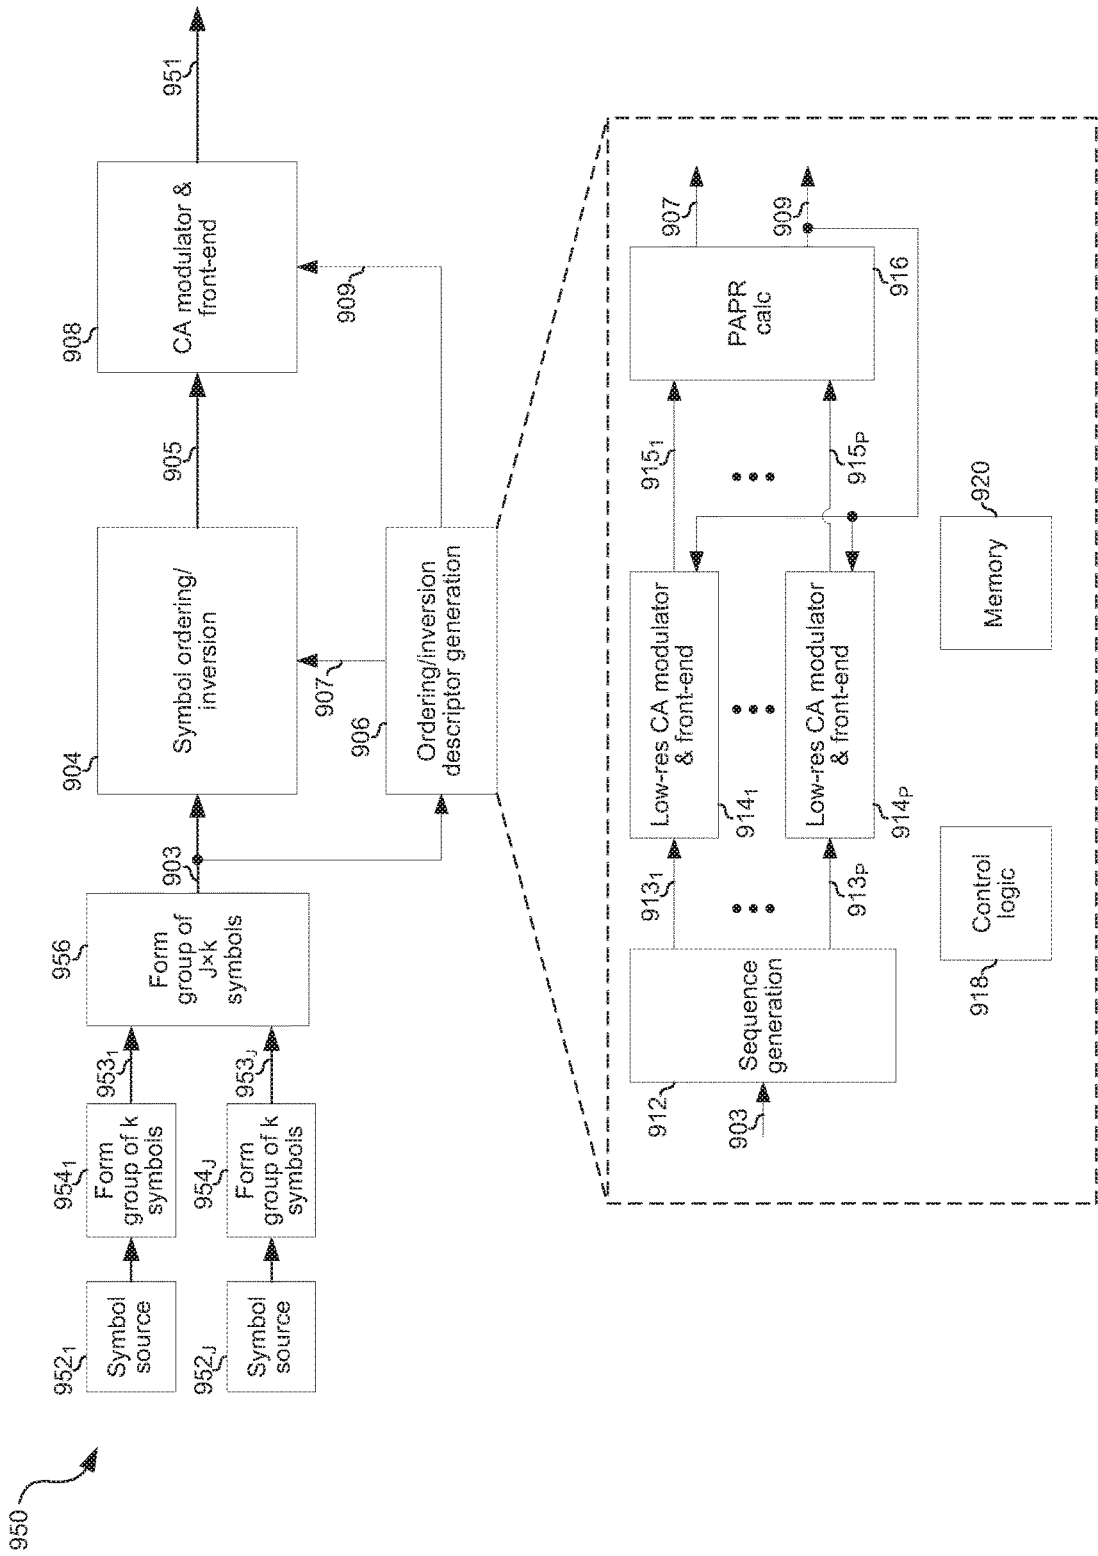 950
952₁
Symbol
source
952J
Symbol
source
954₁
Form
group of k
symbols
954J
Form
group of k
symbols
953₁
953J
956
Form
group of
J×k
symbols
903
904
Symbol ordering/
inversion
905
907
906
Ordering/inversion
descriptor generation
908
CA modulator &
front-end
909
951
903
912
Sequence
generation
913₁
913P
914₁
Low-res CA modulator
& front-end
914P
Low-res CA modulator
& front-end
915₁
915P
PAPR
calc
916
907
909
918
Control
logic
920
Memory